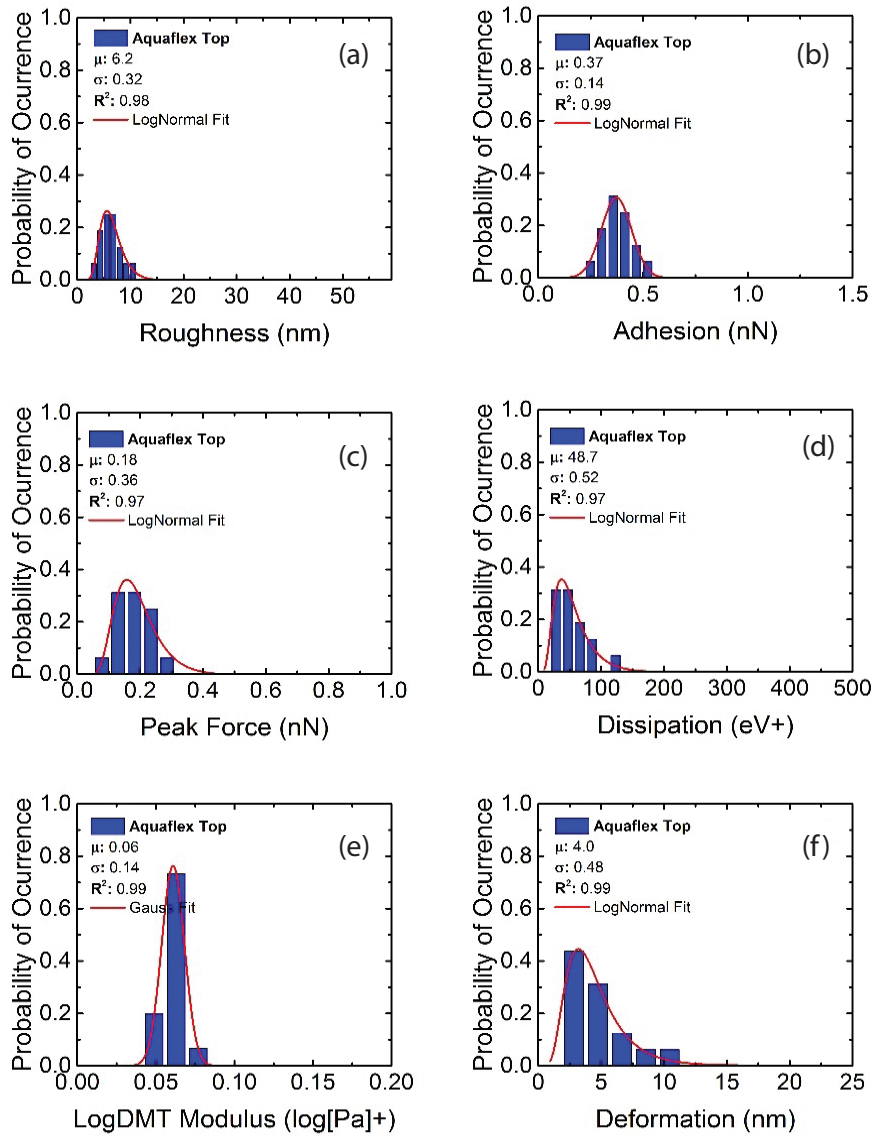 Probability of Ocurrence
1.0
0.8
0.6
0.4
0.2
0.0
Aquaflex Top
μ: 6.2
σ: 0.32
R²: 0.98
LogNormal Fit
(a)
0 10 20 30 40 50
Roughness (nm)
Probability of Ocurrence
1.0
0.8
0.6
0.4
0.2
0.0
Aquaflex Top
μ: 0.37
σ: 0.14
R²: 0.99
LogNormal Fit
(b)
0.0 0.5 1.0 1.5
Adhesion (nN)
Probability of Ocurrence
1.0
0.8
0.6
0.4
0.2
0.0
Aquaflex Top
μ: 0.18
σ: 0.36
R²: 0.97
LogNormal Fit
(c)
0.0 0.2 0.4 0.6 0.8 1.0
Peak Force (nN)
Probability of Ocurrence
1.0
0.8
0.6
0.4
0.2
0.0
Aquaflex Top
μ: 48.7
σ: 0.52
R²: 0.97
LogNormal Fit
(d)
0 100 200 300 400 500
Dissipation (eV+)
Probability of Ocurrence
1.0
0.8
0.6
0.4
0.2
0.0
Aquaflex Top
μ: 0.06
σ: 0.14
R²: 0.99
Gauss Fit
(e)
0.00 0.05 0.10 0.15 0.20
LogDMT Modulus (log[Pa]+)
Probability of Ocurrence
1.0
0.8
0.6
0.4
0.2
0.0
Aquaflex Top
μ: 4.0
σ: 0.48
R²: 0.99
LogNormal Fit
(f)
0 5 10 15 20 25
Deformation (nm)